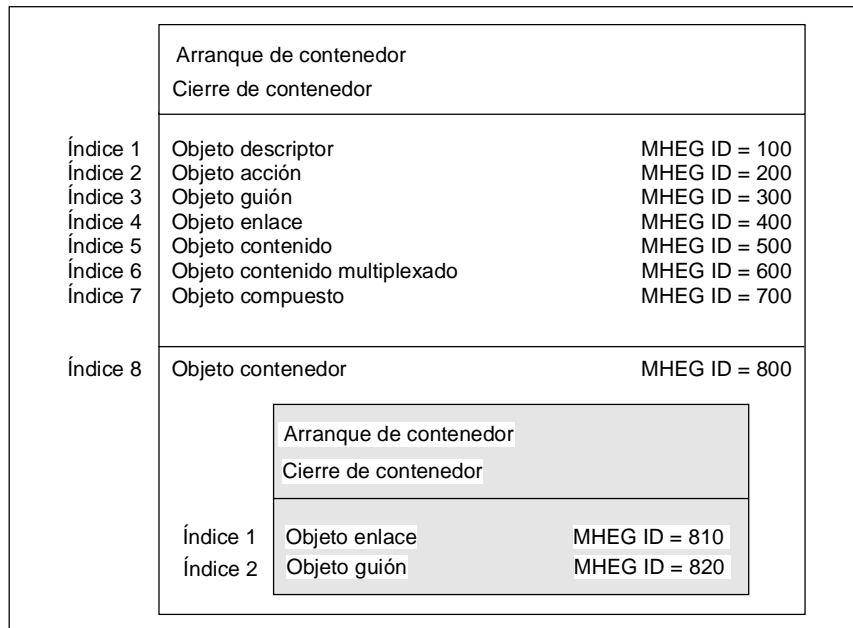 Arranque de contenedor
Cierre de contenedor
Índice 1 Objeto descriptor MHEG ID = 100
Índice 2 Objeto acción MHEG ID = 200
Índice 3 Objeto guión MHEG ID = 300
Índice 4 Objeto enlace MHEG ID = 400
Índice 5 Objeto contenido MHEG ID = 500
Índice 6 Objeto contenido multiplexado MHEG ID = 600
Índice 7 Objeto compuesto MHEG ID = 700
Índice 8 Objeto contenedor MHEG ID = 800
Arranque de contenedor
Cierre de contenedor
Índice 1 Objeto enlace MHEG ID = 810
Índice 2 Objeto guión MHEG ID = 820